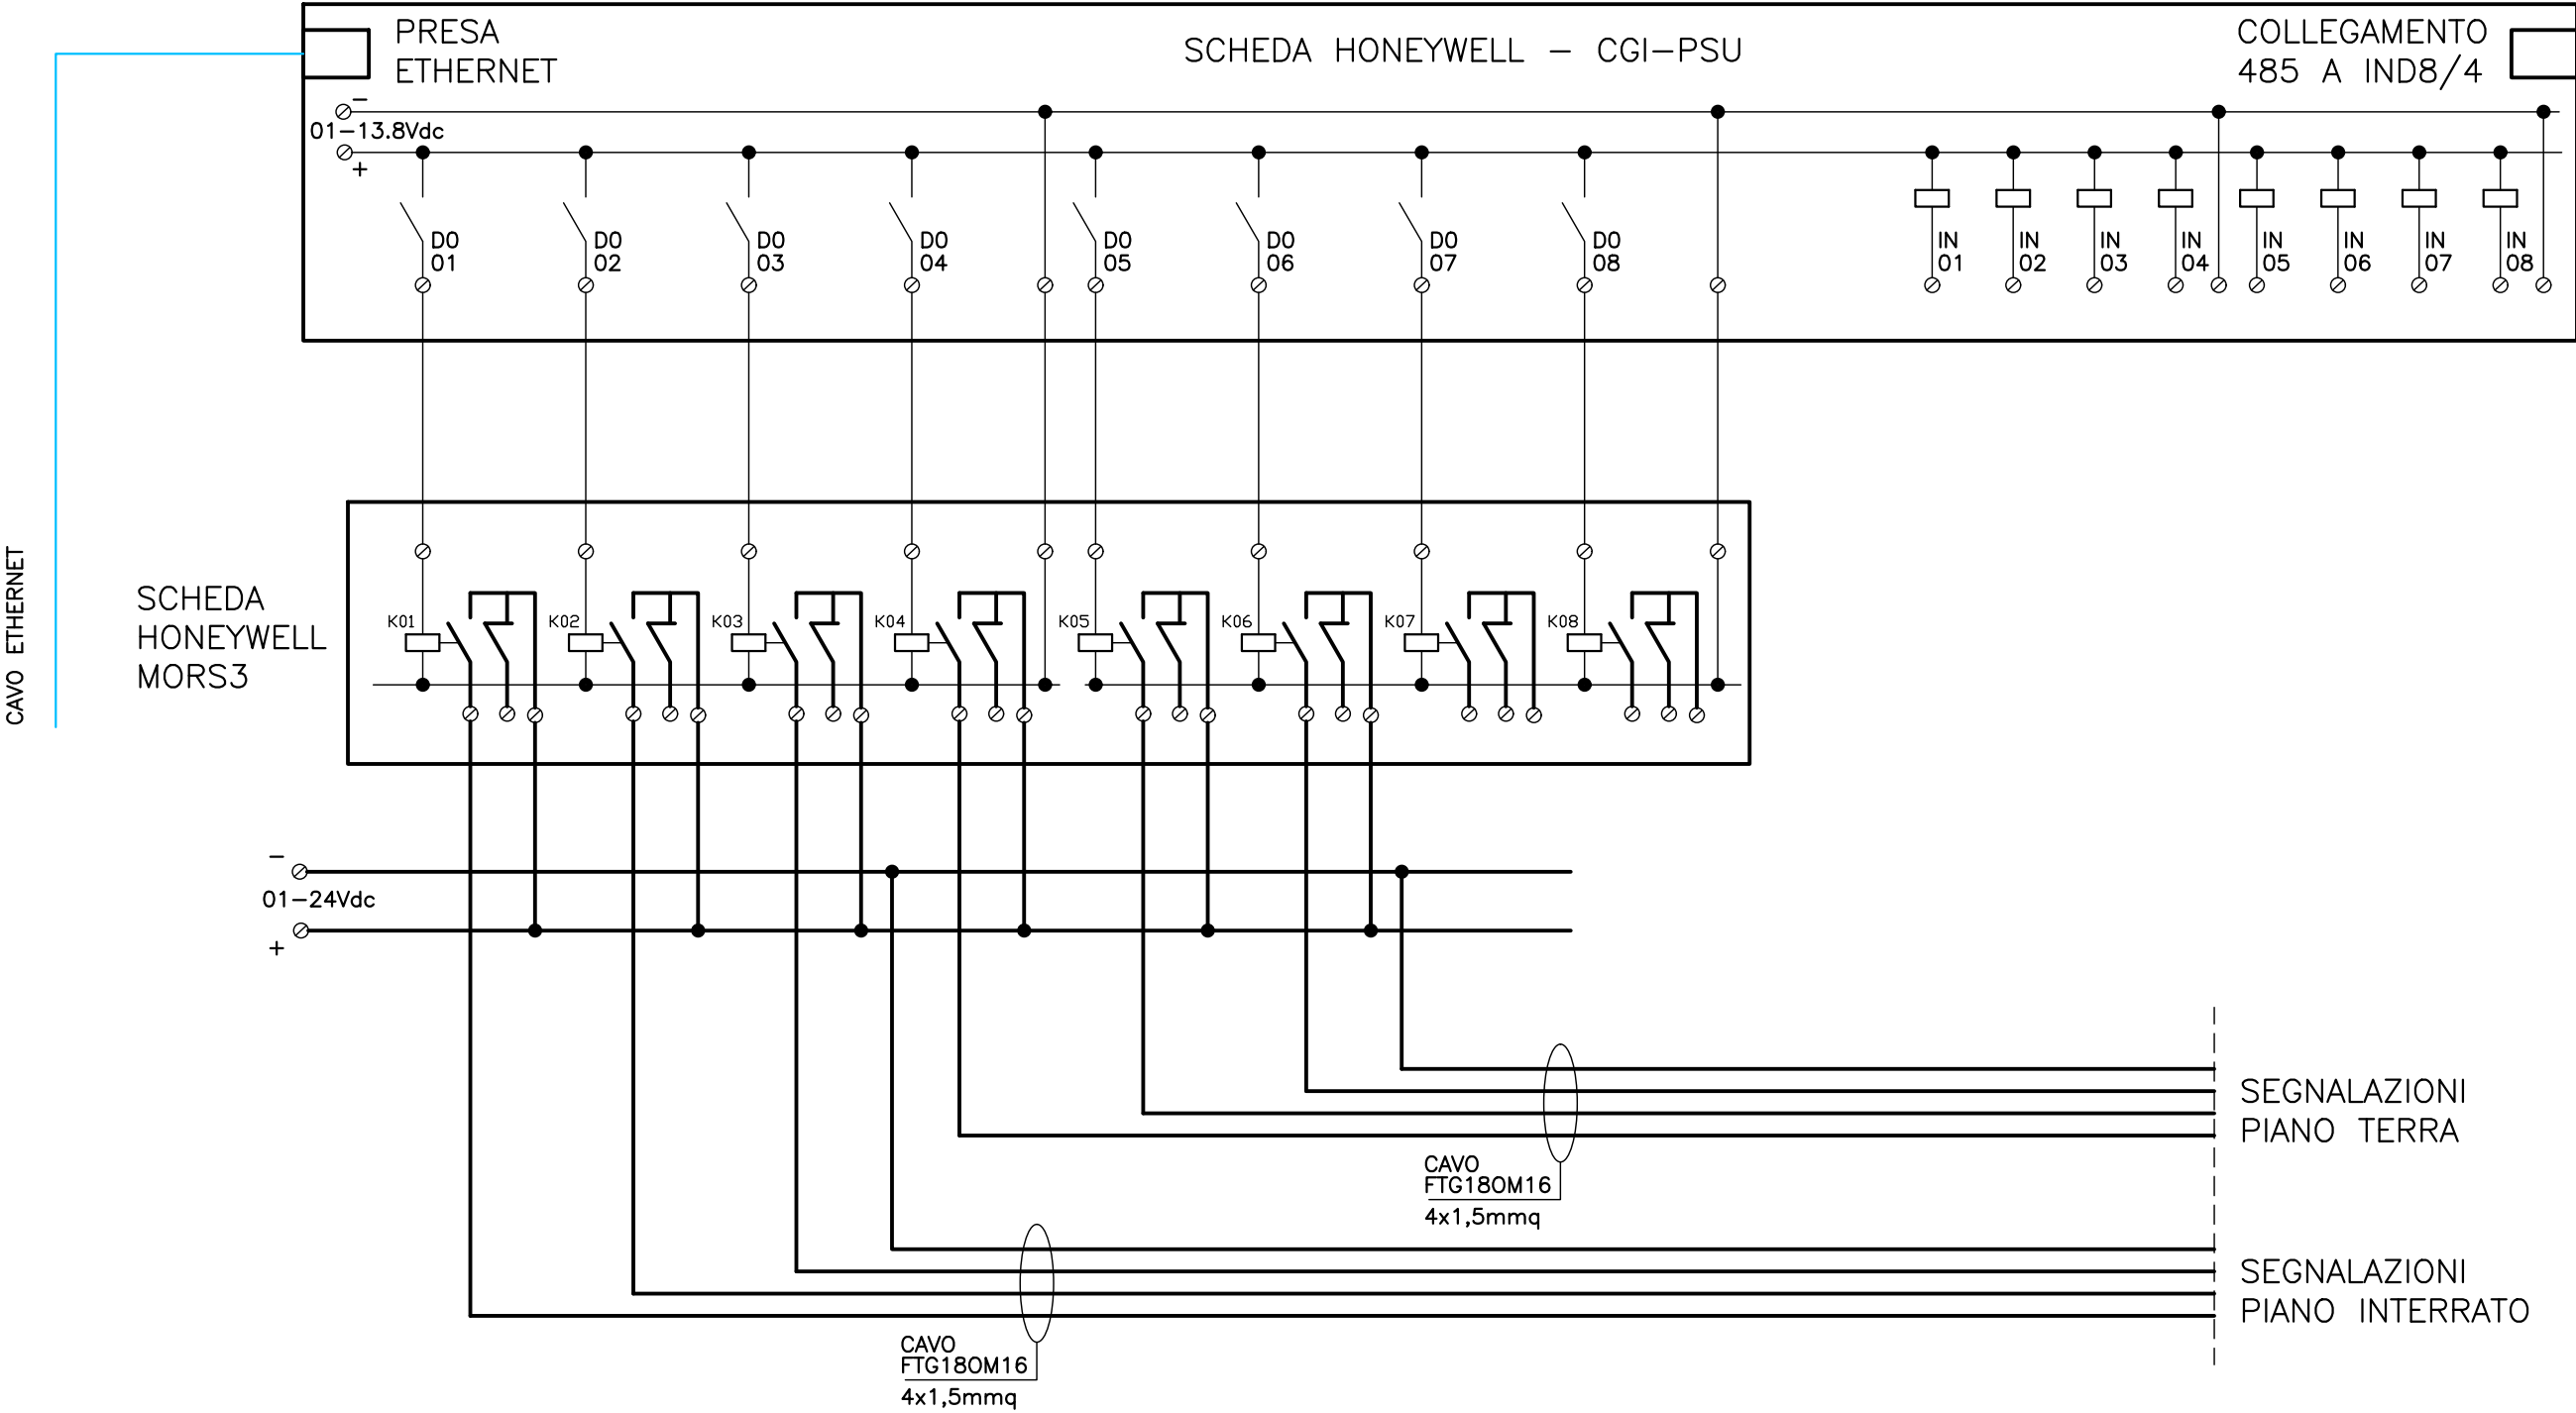 PRESA
ETHERNET
SCHEDA HONEYWELL - CGI-PSU
COLLEGAMENTO
485 A IND8/4
-
01-13.8Vdc
+
DO
01
DO
02
DO
03
DO
04
DO
05
DO
06
DO
07
DO
08
IN
01
IN
02
IN
03
IN
04
IN
05
IN
06
IN
07
IN
08
CAVO ETHERNET
SCHEDA
HONEYWELL
MORS3
K01
K02
K03
K04
K05
K06
K07
K08
-
01-24Vdc
+
SEGNALAZIONI
PIANO TERRA
CAVO
FTG18OM16
4x1,5mmq
SEGNALAZIONI
PIANO INTERRATO
CAVO
FTG18OM16
4x1,5mmq